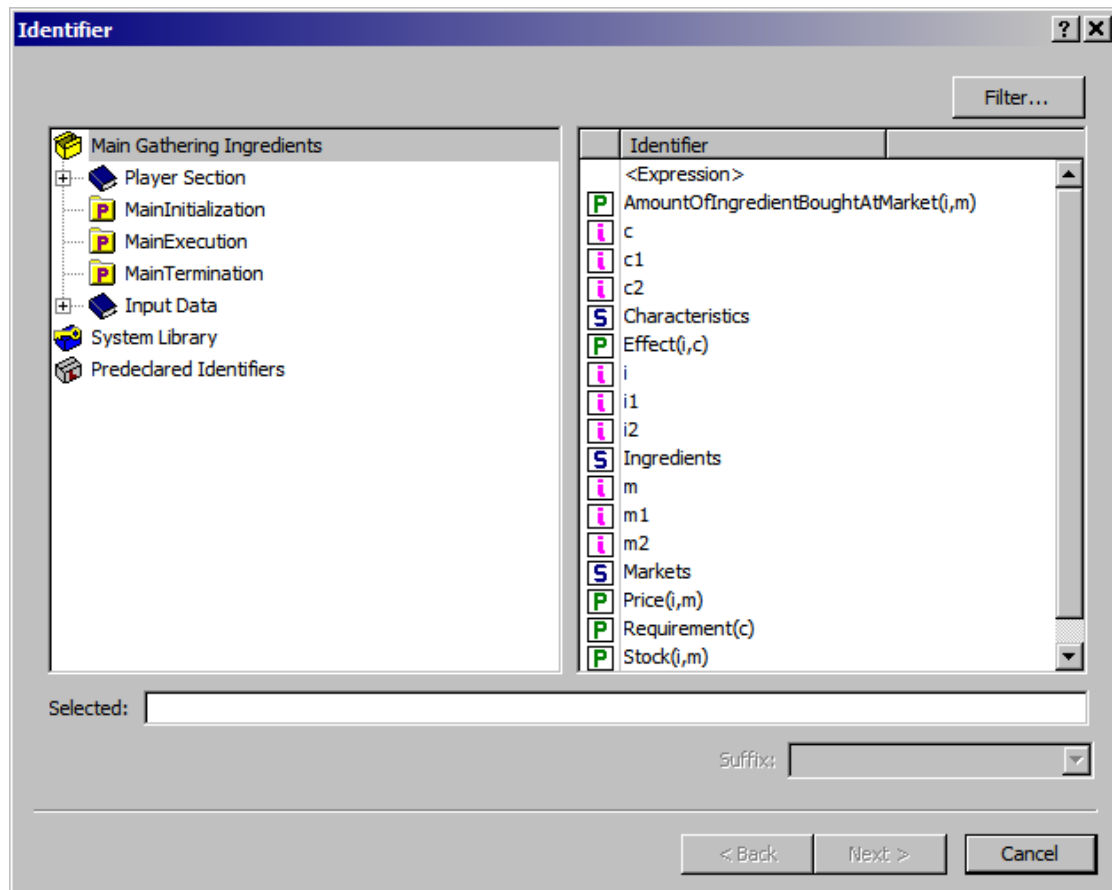 Identifier
Filter...
Main Gathering Ingredients
Player Section
MainInitialization
MainExecution
MainTermination
Input Data
System Library
Predeclared Identifiers
Identifier
<Expression>
P AmountOfIngredientBoughtAtMarket(i,m)
i c
i c1
i c2
S Characteristics
P Effect(i,c)
i i
i i1
i i2
S Ingredients
i m
i m1
i m2
S Markets
P Price(i,m)
P Requirement(c)
P Stock(i,m)
Selected:
Suffix:
< Back Next > Cancel